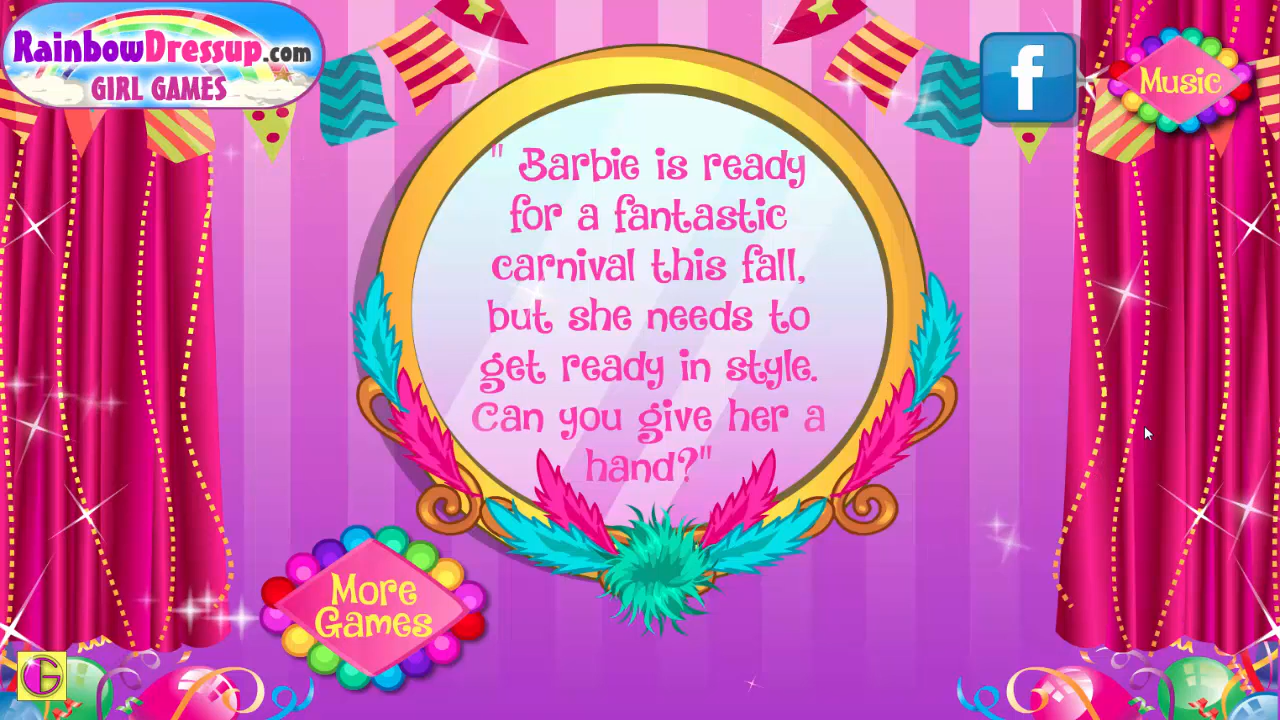 RainbowDressup.com
GIRL GAMES
f
Music
" Barbie is ready
for a fantastic
carnival this fall,
but she needs to
get ready in style.
Can you give her a
hand?"
More
Games
G